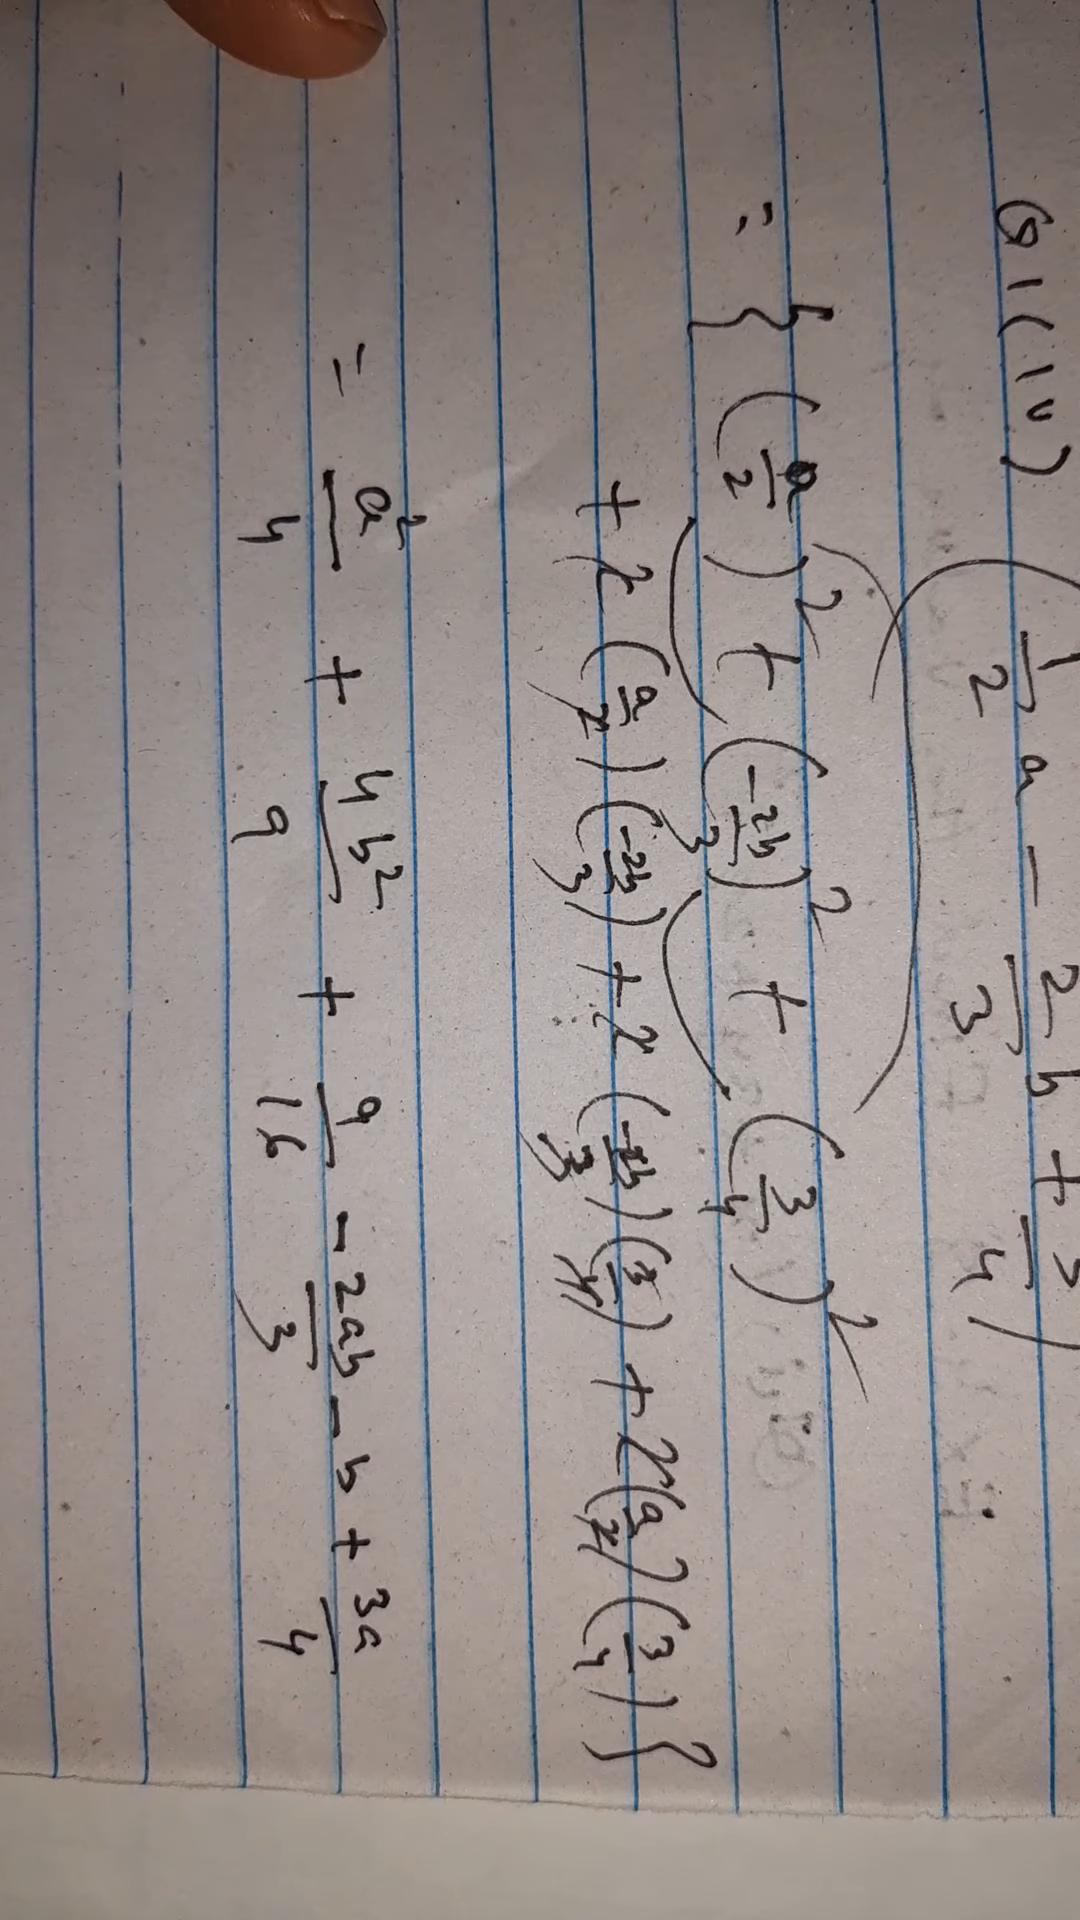 Q1(iv) (1/2 a - 2/3 b + 3/4)
= {(a/2)² + (-2b/3)² + (3/4)²
+ 2(a/2)(-2b/3) + 2(-2b/3)(3/4) + 2(a/2)(3/4)}
= a²/4 + 4b²/9 + 9/16 - 2ab/3 - b + 3a/4